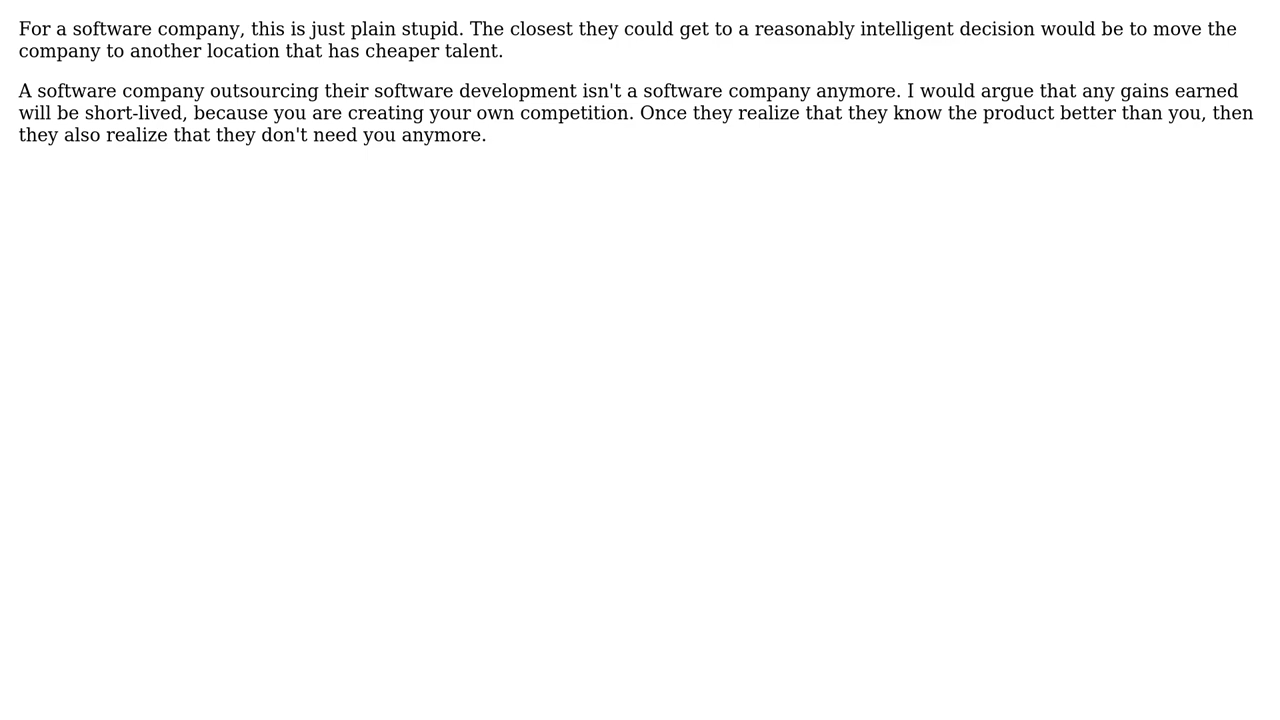 For a software company, this is just plain stupid. The closest they could get to a reasonably intelligent decision would be to move the
company to another location that has cheaper talent.
A software company outsourcing their software development isn't a software company anymore. I would argue that any gains earned
will be short-lived, because you are creating your own competition. Once they realize that they know the product better than you, then
they also realize that they don't need you anymore.